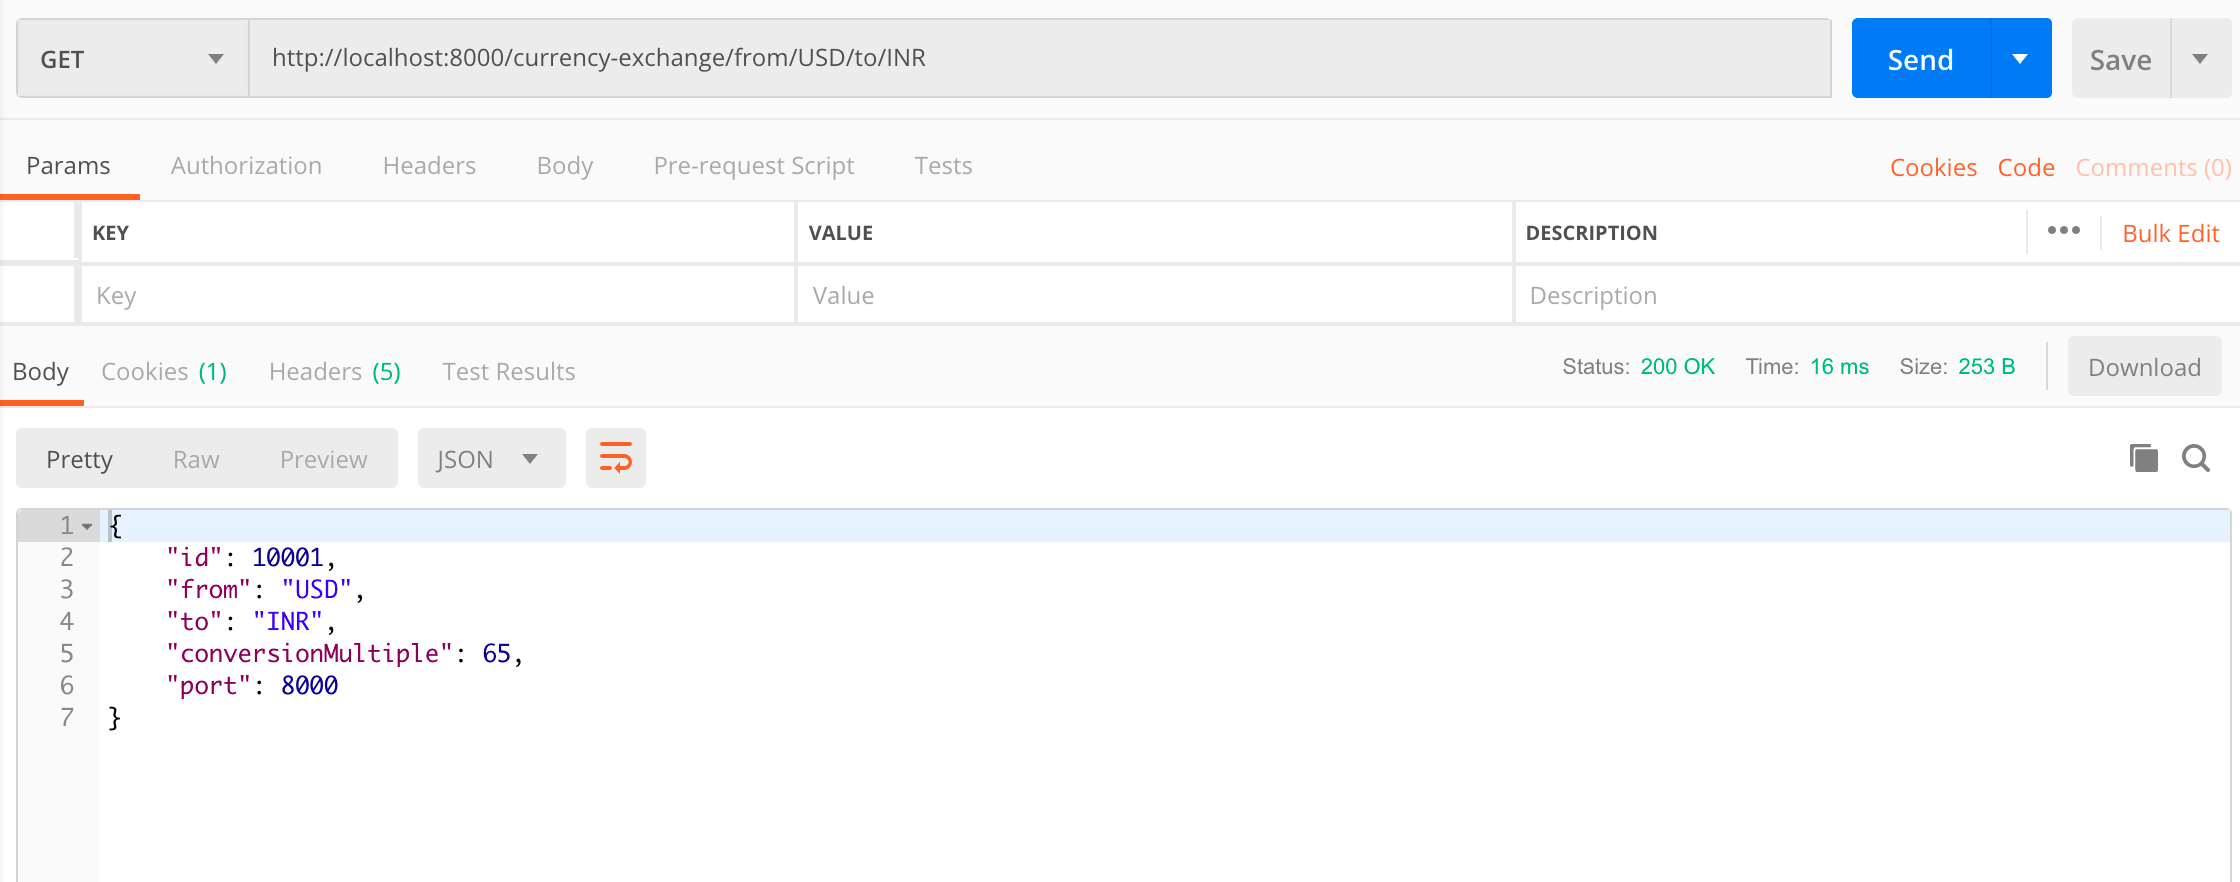 GET http://localhost:8000/currency-exchange/from/USD/to/INR Send Save
Params Authorization Headers Body Pre-request Script Tests Cookies Code Comments (0)
KEY VALUE DESCRIPTION Bulk Edit
Key Value Description
Body Cookies (1) Headers (5) Test Results Status: 200 OK Time: 16 ms Size: 253 B Download
Pretty Raw Preview JSON
1 {
2 "id": 10001,
3 "from": "USD",
4 "to": "INR",
5 "conversionMultiple": 65,
6 "port": 8000
7 }